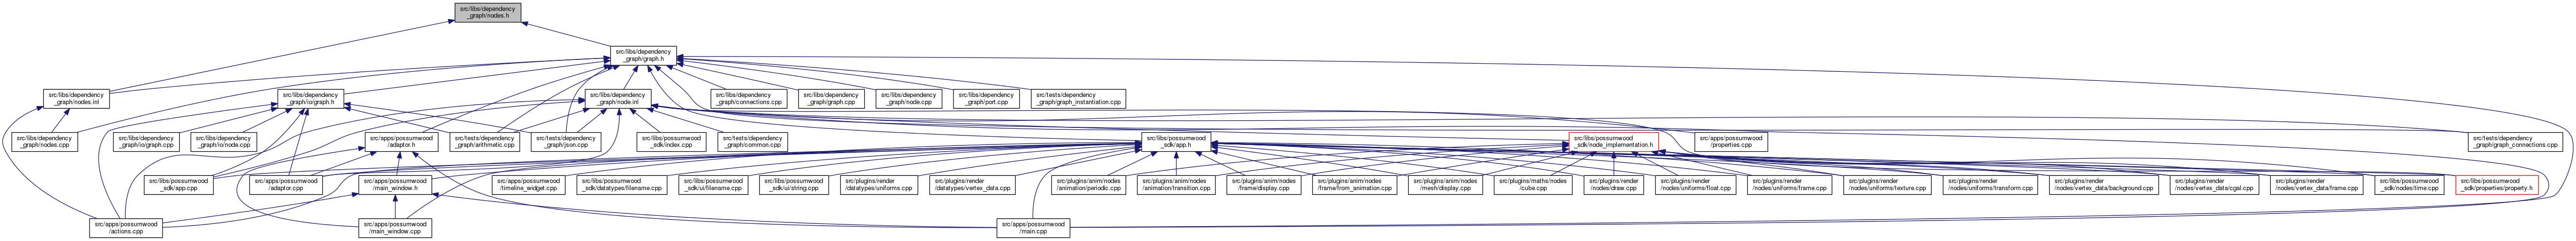 src/libs/dependency
_graph/nodes.h
src/libs/dependency
_graph/graph.h
src/libs/dependency
_graph/nodes.inl
src/libs/dependency
_graph/io/graph.h
src/libs/dependency
_graph/node.inl
src/libs/dependency
_graph/connections.cpp
src/libs/dependency
_graph/graph.cpp
src/libs/dependency
_graph/node.cpp
src/libs/dependency
_graph/port.cpp
src/tests/dependency
_graph/graph_instantiation.cpp
src/libs/dependency
_graph/nodes.cpp
src/libs/dependency
_graph/io/graph.cpp
src/libs/dependency
_graph/io/node.cpp
src/apps/possumwood
/adaptor.h
src/tests/dependency
_graph/arithmetic.cpp
src/tests/dependency
_graph/json.cpp
src/libs/possumwood
_sdk/index.cpp
src/tests/dependency
_graph/common.cpp
src/libs/possumwood
_sdk/app.h
src/libs/possumwood
_sdk/node_implementation.h
src/apps/possumwood
/properties.cpp
src/tests/dependency
_graph/graph_connections.cpp
src/libs/possumwood
_sdk/app.cpp
src/apps/possumwood
/adaptor.cpp
src/apps/possumwood
/main_window.h
src/apps/possumwood
/timeline_widget.cpp
src/libs/possumwood
_sdk/datatypes/filename.cpp
src/libs/possumwood
_sdk/ui/filename.cpp
src/libs/possumwood
_sdk/ui/string.cpp
src/plugins/render
/datatypes/uniforms.cpp
src/plugins/render
/datatypes/vertex_data.cpp
src/plugins/anim/nodes
/animation/periodic.cpp
src/plugins/anim/nodes
/animation/transition.cpp
src/plugins/anim/nodes
/frame/display.cpp
src/plugins/anim/nodes
/frame/from_animation.cpp
src/plugins/anim/nodes
/mesh/display.cpp
src/plugins/maths/nodes
/cube.cpp
src/plugins/render
/nodes/draw.cpp
src/plugins/render
/nodes/uniforms/float.cpp
src/plugins/render
/nodes/uniforms/frame.cpp
src/plugins/render
/nodes/uniforms/texture.cpp
src/plugins/render
/nodes/uniforms/transform.cpp
src/plugins/render
/nodes/vertex_data/background.cpp
src/plugins/render
/nodes/vertex_data/cgal.cpp
src/plugins/render
/nodes/vertex_data/frame.cpp
src/libs/possumwood
_sdk/nodes/time.cpp
src/libs/possumwood
_sdk/properties/property.h
src/apps/possumwood
/actions.cpp
src/apps/possumwood
/main_window.cpp
src/apps/possumwood
/main.cpp